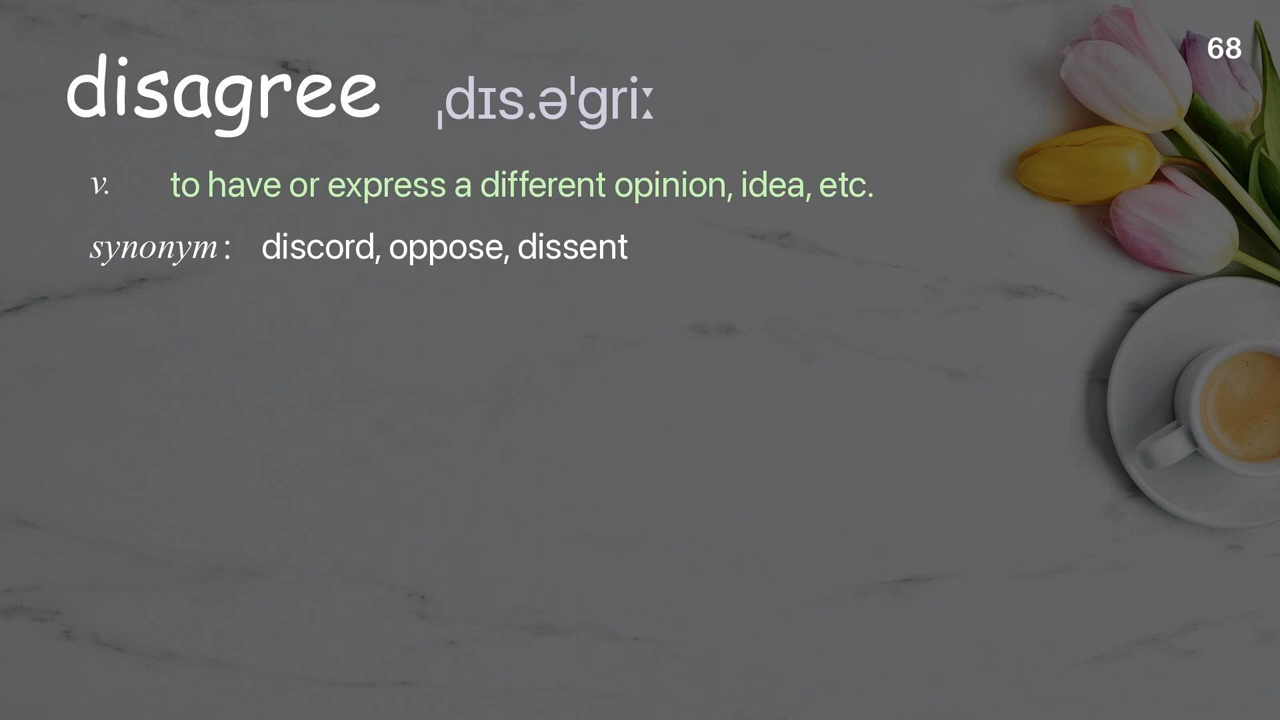 68
disagree ˌdɪs.əˈɡriː
v. to have or express a different opinion, idea, etc.
synonym: discord, oppose, dissent